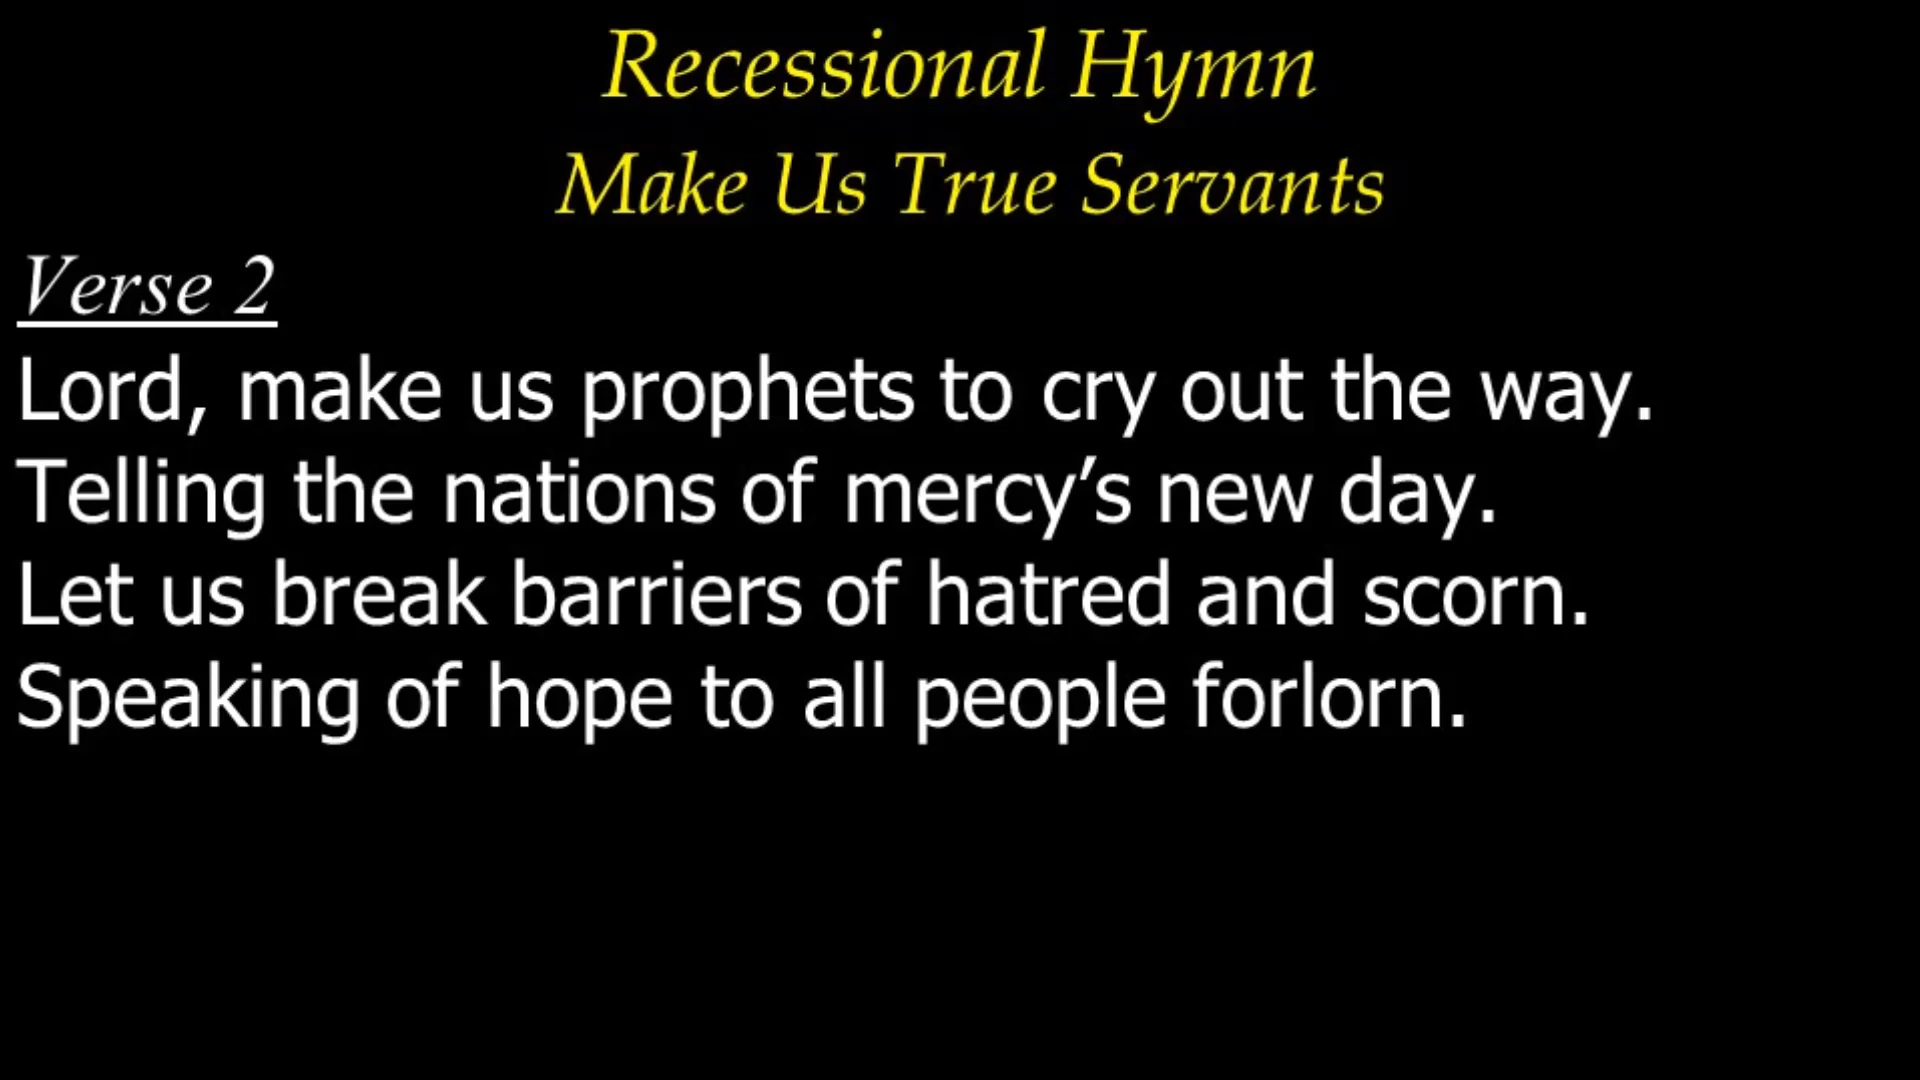 Recessional Hymn
Make Us True Servants
Verse 2
Lord, make us prophets to cry out the way.
Telling the nations of mercy’s new day.
Let us break barriers of hatred and scorn.
Speaking of hope to all people forlorn.